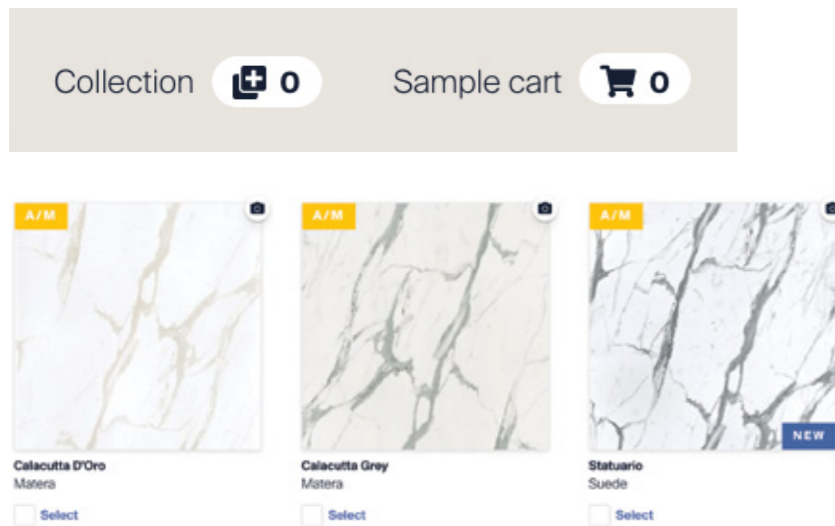 Collection 0 Sample cart 0
A/M A/M A/M
NEW
Calacutta D'Oro Calacutta Grey Statuario
Matera Matera Suede
Select Select Select